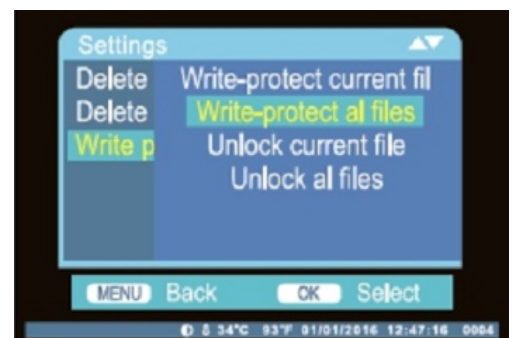 Settings
Delete Write-protect current fil
Delete Write-protect al files
Write p Unlock current file
Unlock al files
MENU Back OK Select
34°C 93°F 01/01/2016 12:47:16 0004